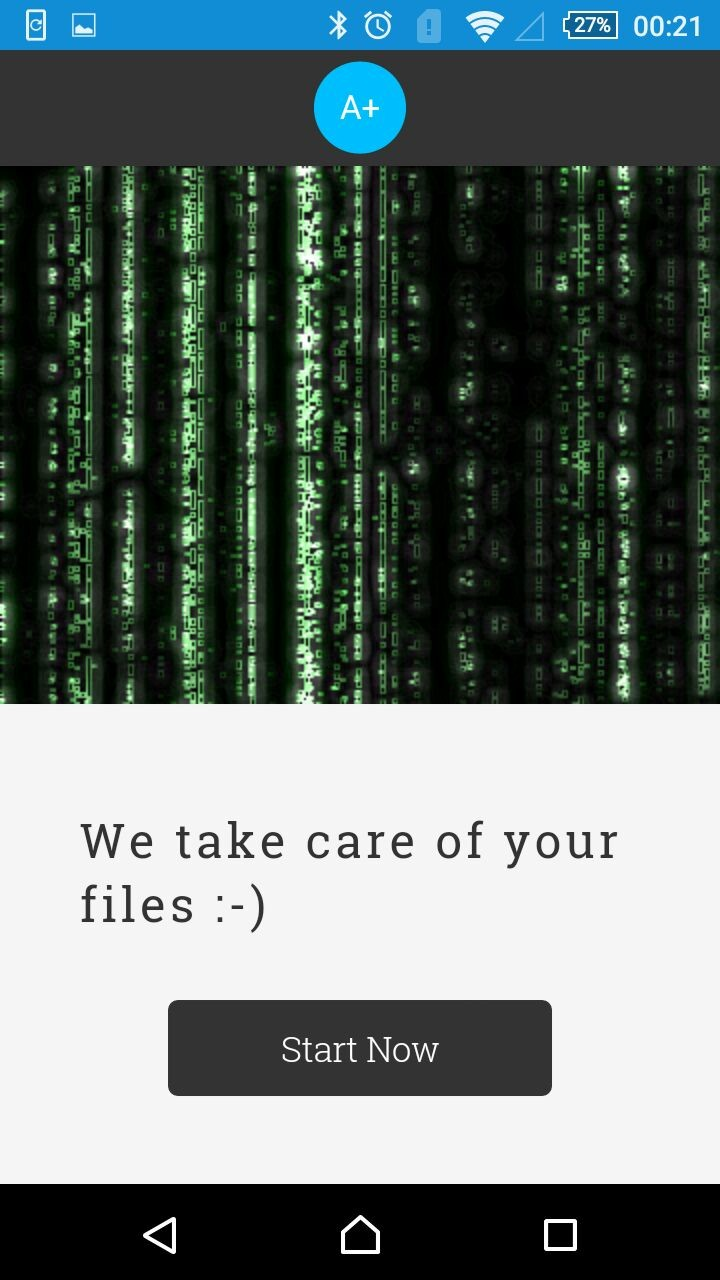 27% 00:21
A+
We take care of your
files :-)
Start Now